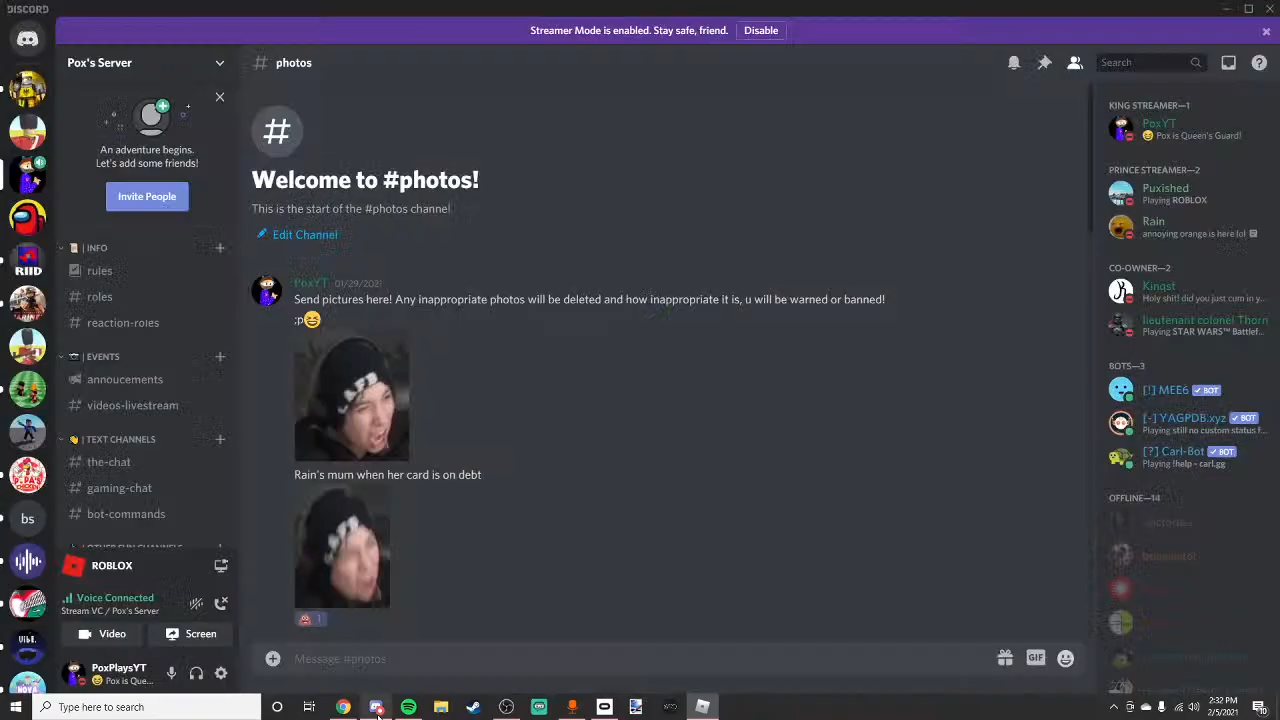 DISCORD
Streamer Mode is enabled. Stay safe, friend.
Disable
Pox's Server
An adventure begins.
Let's add some friends!
Invite People
INFO
rules
roles
reaction-roles
EVENTS
annoucements
videos-livestream
TEXT CHANNELS
the-chat
gaming-chat
bot-commands
ROBLOX
Voice Connected
Stream VC / Pox's Server
Video
Screen
PoxPlaysYT
Pox is Que...
RIID
bs
# photos
Search
Welcome to #photos!
This is the start of the #photos channel
Edit Channel
PoxYT 01/29/2021
Send pictures here! Any inappropriate photos will be deleted and how inappropriate it is, u will be warned or banned!
:p😆
Rain's mum when her card is on debt
1
Message #photos
GIF
KING STREAMER—1
PoxYT
Pox is Queen's Guard!
PRINCE STREAMER—2
Puxished
Playing ROBLOX
Rain
annoying orange is here lol
CO-OWNER—2
Kingst
Holy shit! did you just cum in y...
lieutenant colonel Thorn
Playing STAR WARS™ Battlef...
BOTS—3
[!] MEE6 ✓ BOT
[-] YAGPDB.xyz ✓ BOT
Playing still no custom status f...
[?] Carl-Bot ✓ BOT
Playing !help - carl.gg
OFFLINE—14
Type here to search
2:32 PM
2/5/2021